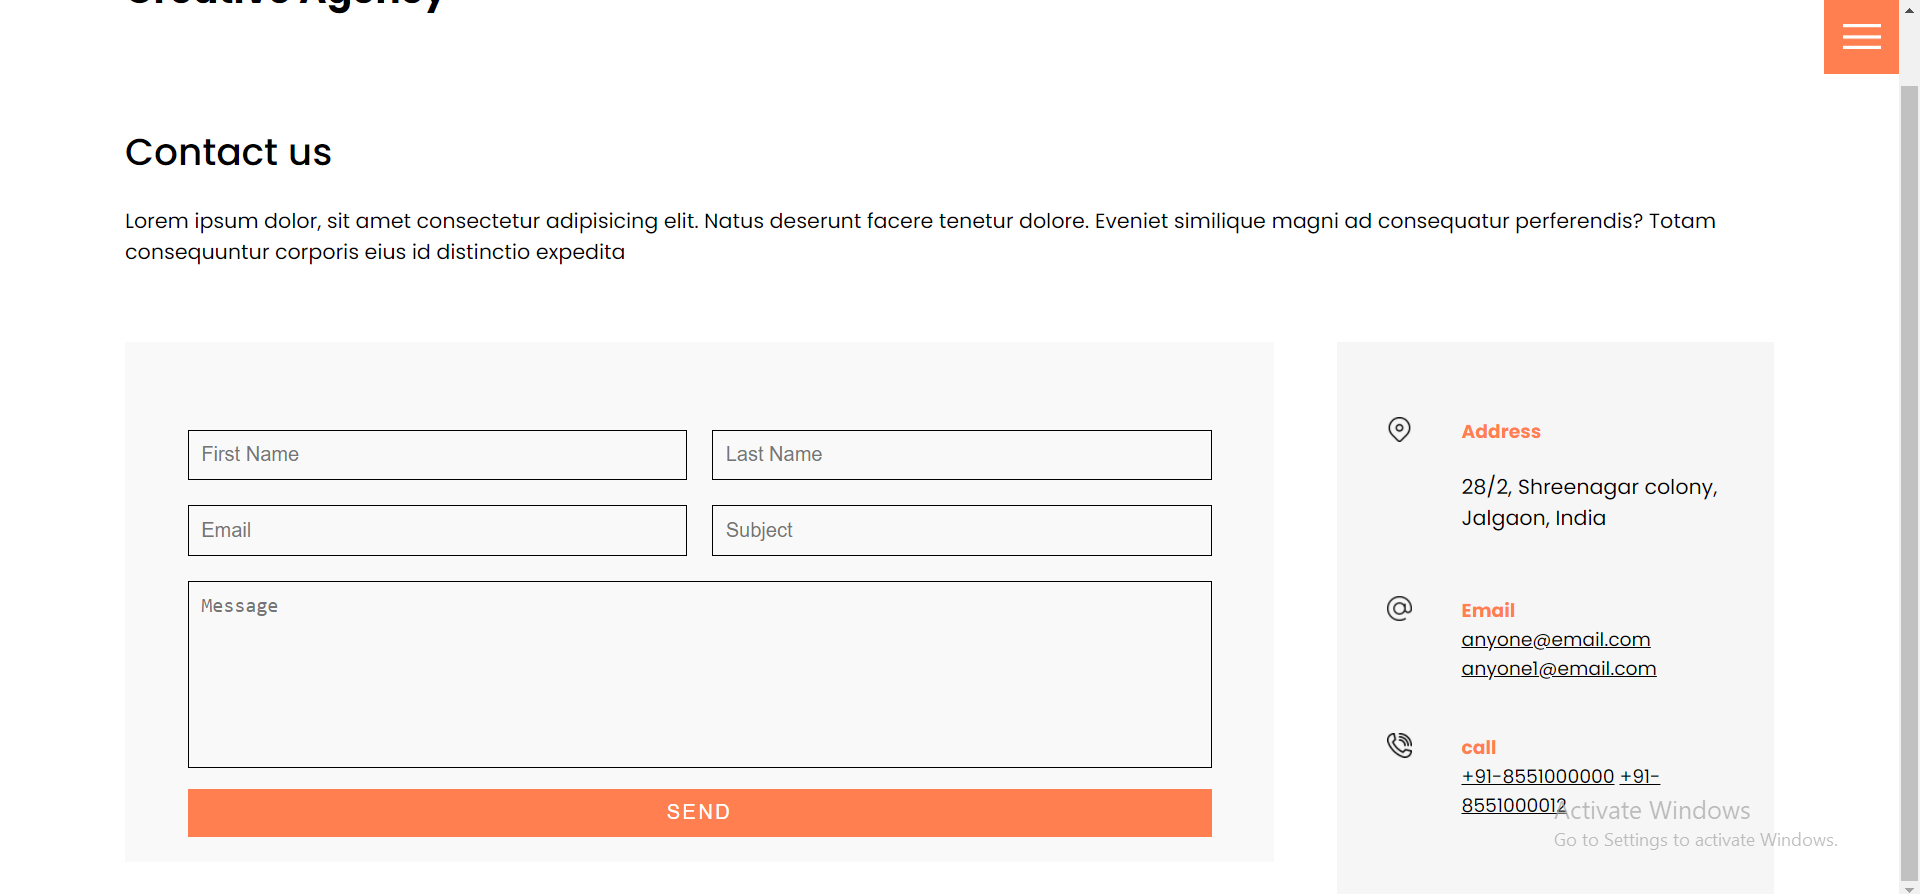 Creative Agency
Contact us
Lorem ipsum dolor, sit amet consectetur adipisicing elit. Natus deserunt facere tenetur dolore. Eveniet similique magni ad consequatur perferendis? Totam
consequuntur corporis eius id distinctio expedita
First Name
Last Name
Email
Subject
Message
SEND
Address
28/2, Shreenagar colony,
Jalgaon, India
Email
anyone@email.com
anyone1@email.com
call
+91-8551000000 +91-
8551000012
Activate Windows
Go to Settings to activate Windows.